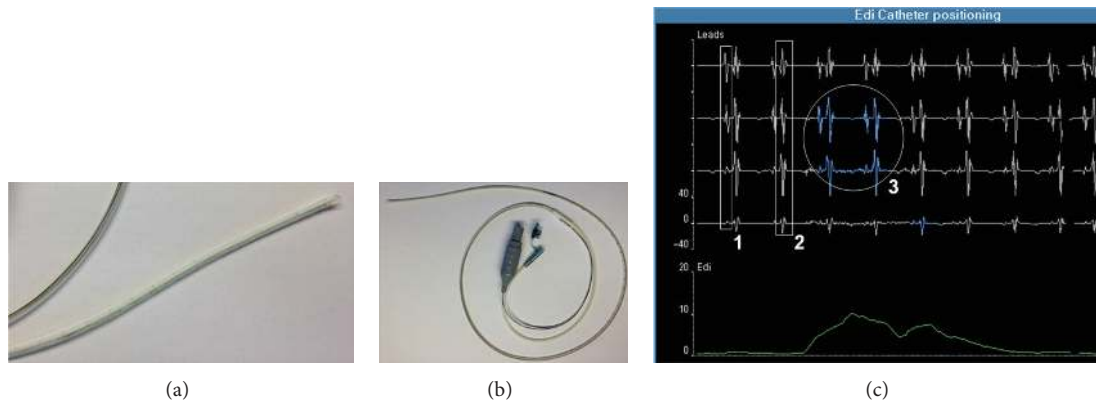 Edi Catheter positioning
Leads
3
40
0
−40
1
2
20
Edi
10
0
(a)
(b)
(c)